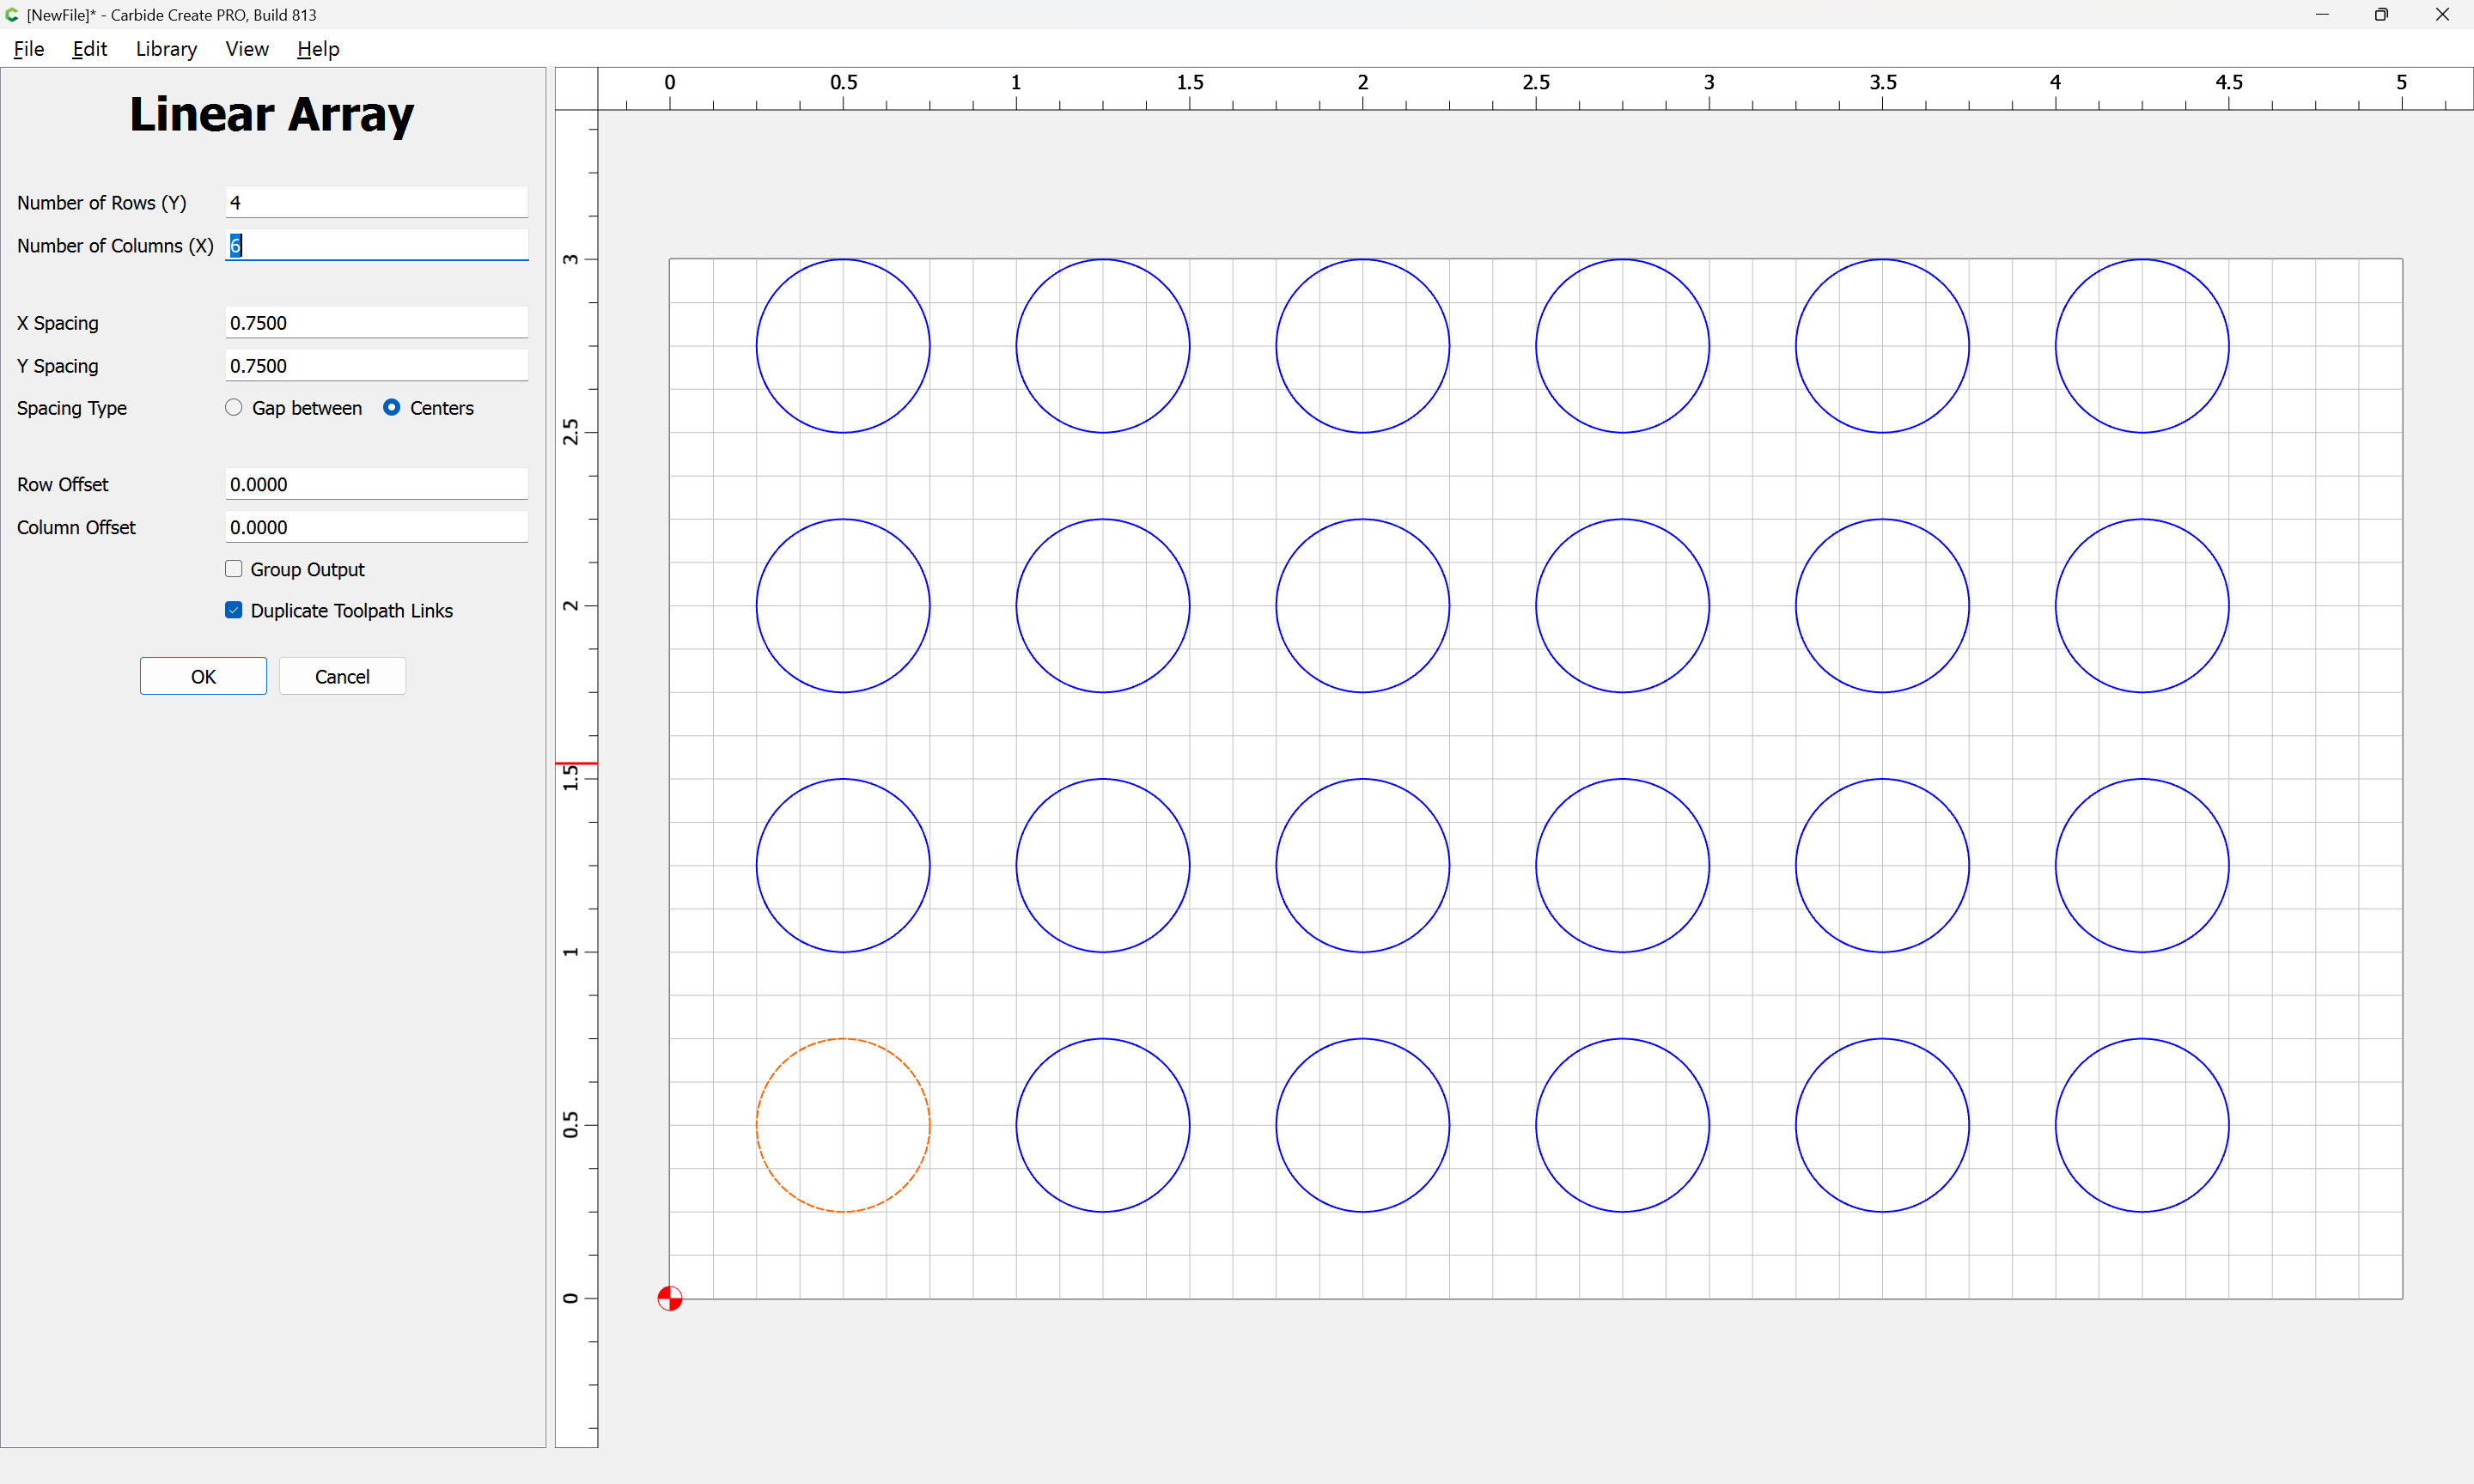 [NewFile]* - Carbide Create PRO, Build 813
File Edit Library View Help
Linear Array
Number of Rows (Y) 4
Number of Columns (X) 6
X Spacing 0.7500
Y Spacing 0.7500
Spacing Type Gap between Centers
Row Offset 0.0000
Column Offset 0.0000
Group Output
Duplicate Toolpath Links
OK Cancel
0 0.5 1 1.5 2 2.5 3 3.5 4 4.5 5
3
2.5
2
1.5
1
0.5
0